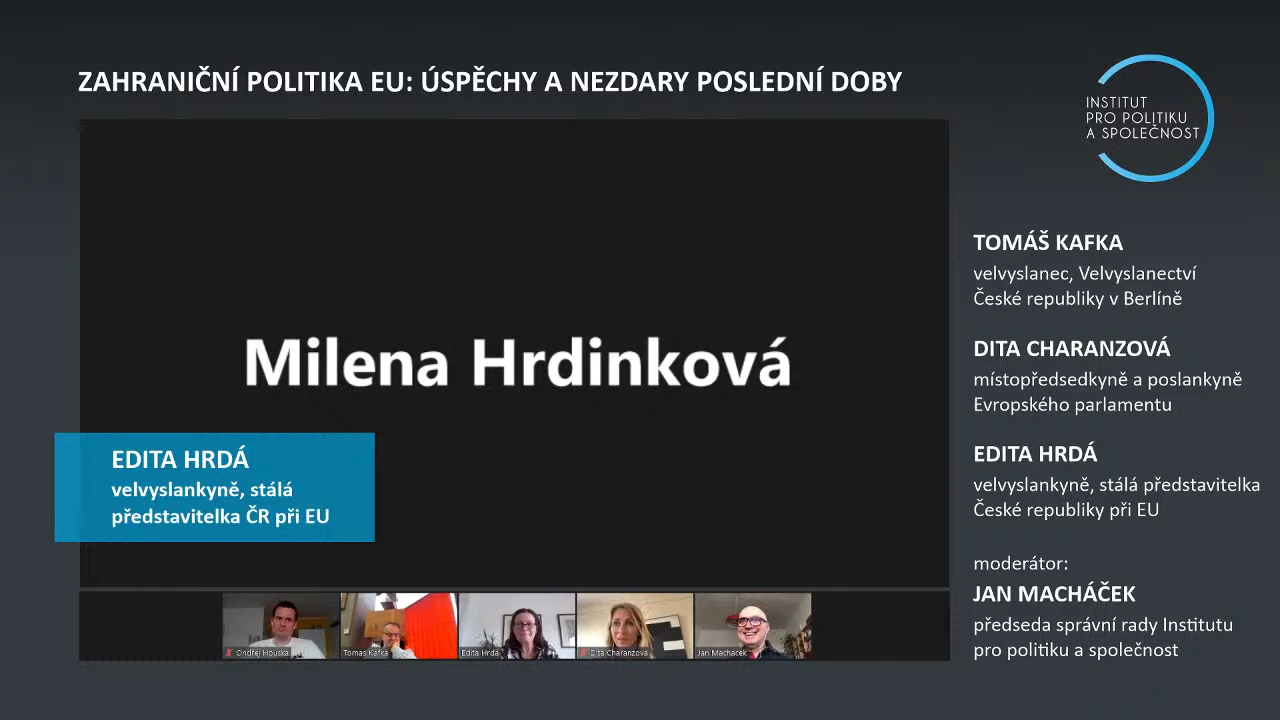 ZAHRANIČNÍ POLITIKA EU: ÚSPĚCHY A NEZDARY POSLEDNÍ DOBY
INSTITUT
PRO POLITIKU
A SPOLEČNOST
Milena Hrdinková
EDITA HRDÁ
velvyslankyně, stálá
představitelka ČR při EU
TOMÁŠ KAFKA
velvyslanec, Velvyslanectví
České republiky v Berlíně
DITA CHARANZOVÁ
místopředsedkyně a poslankyně
Evropského parlamentu
EDITA HRDÁ
velvyslankyně, stálá představitelka
České republiky při EU
moderátor:
JAN MACHÁČEK
předseda správní rady Institutu
pro politiku a společnost
Ondřej Houska
Tomas Kafka
Edita Hrdá
Dita Charanzová
Jan Macháček